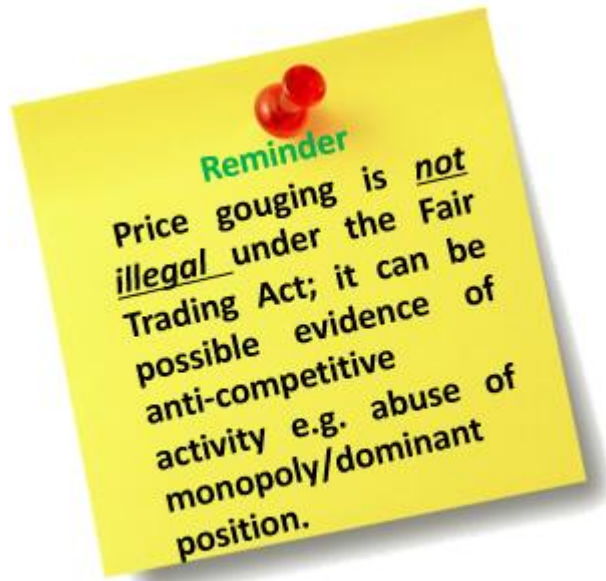 Reminder
Price gouging is not
illegal under the Fair
Trading Act; it can be
possible evidence of
anti-competitive
activity e.g. abuse of
monopoly/dominant
position.